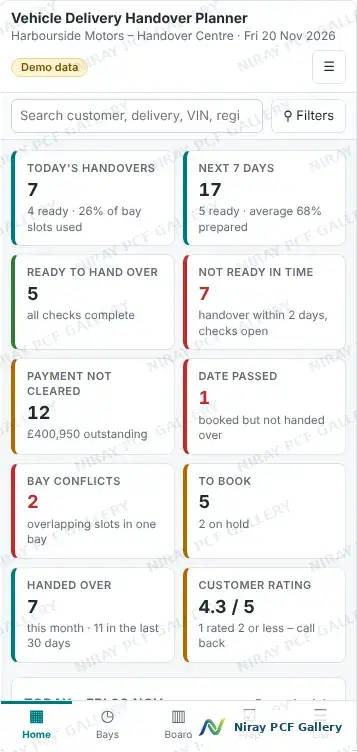 Vehicle Delivery Handover Planner
Harbourside Motors – Handover Centre · Fri 20 Nov 2026
Demo data
Search customer, delivery, VIN, regi
Filters
TODAY'S HANDOVERS
7
4 ready · 26% of bay
slots used
NEXT 7 DAYS
17
5 ready · average 68%
prepared
READY TO HAND OVER
5
all checks complete
NOT READY IN TIME
7
handover within 2 days,
checks open
PAYMENT NOT
CLEARED
12
£400,950 outstanding
DATE PASSED
1
booked but not handed
over
BAY CONFLICTS
2
overlapping slots in one
bay
TO BOOK
5
2 on hold
HANDED OVER
7
this month · 11 in the last
30 days
CUSTOMER RATING
4.3 / 5
1 rated 2 or less – call
back
Home
Bays
Board
Niray PCF Gallery
NIRAY PCF GALLERY